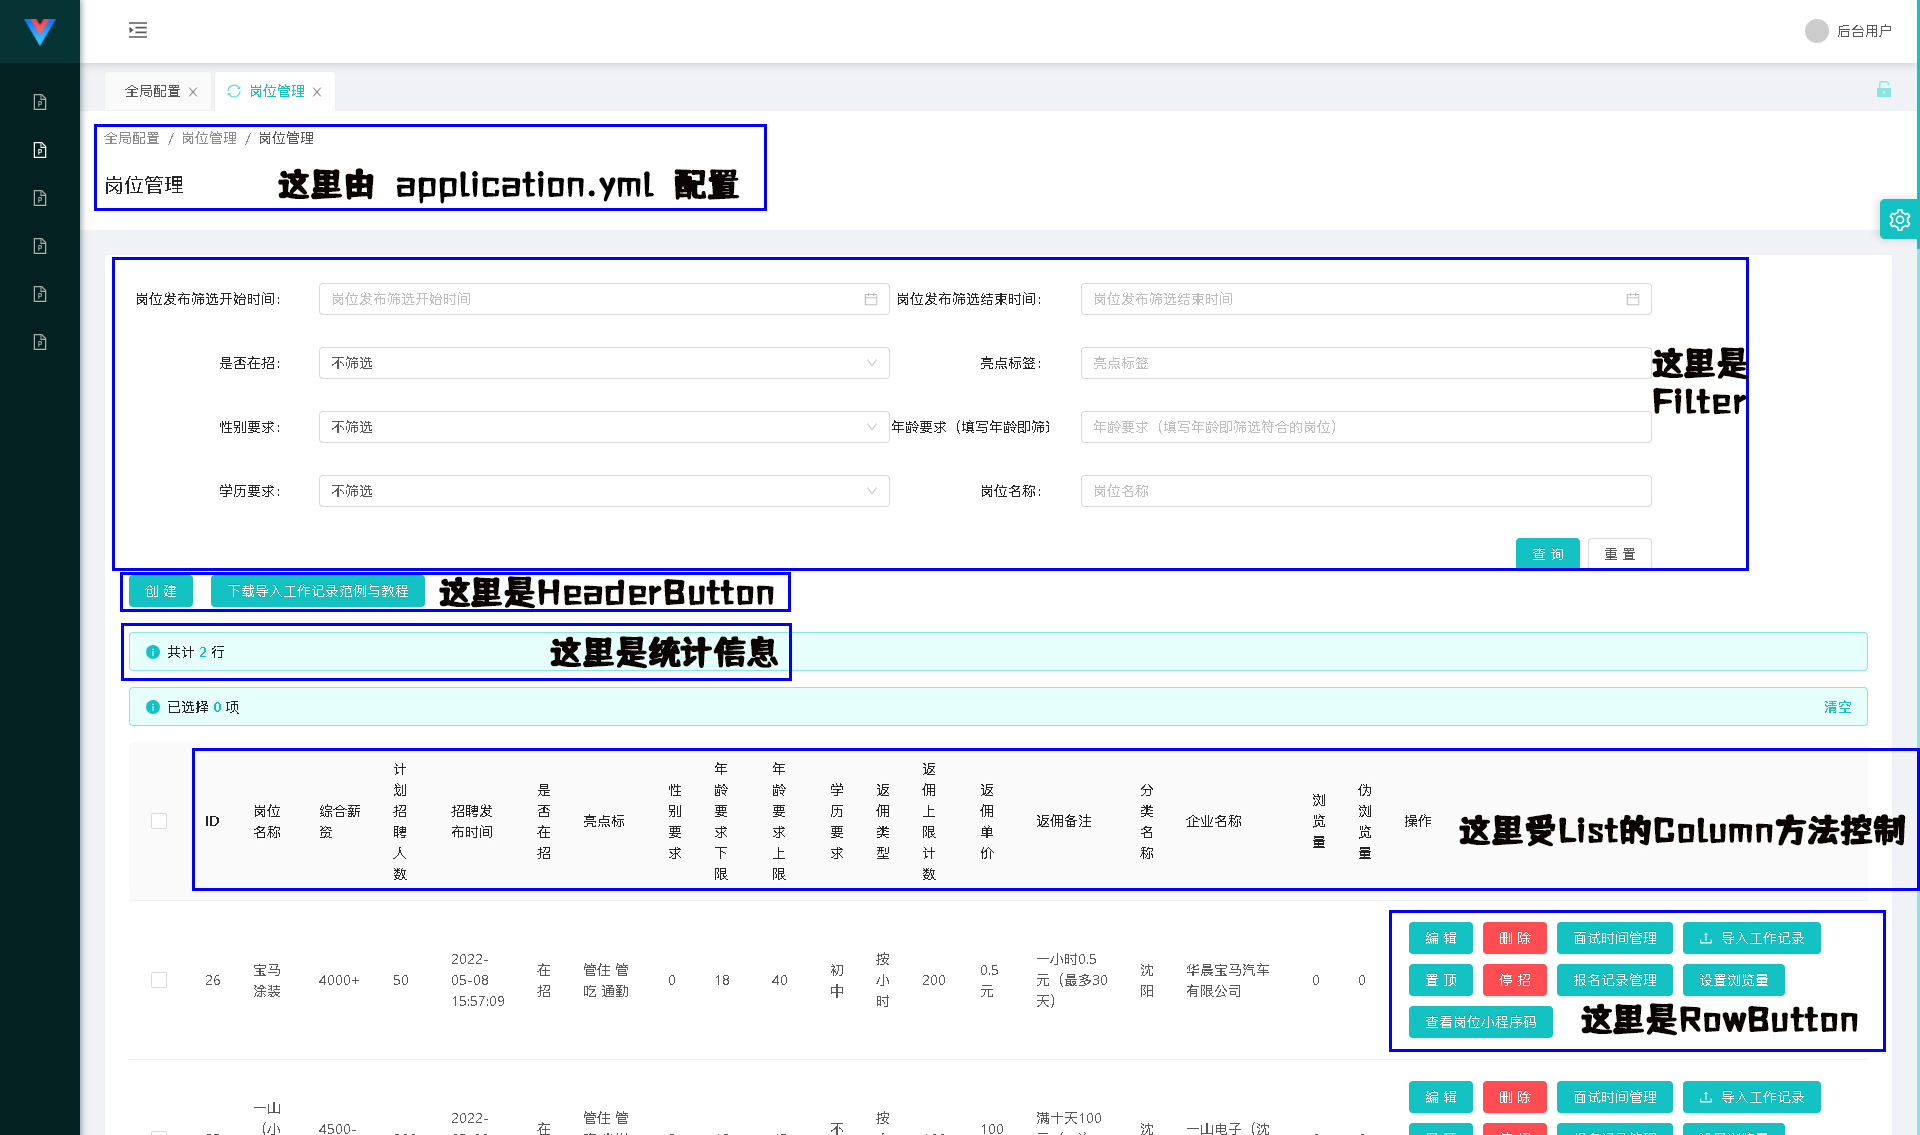 后台用户
全局配置
岗位管理
全局配置 / 岗位管理 / 岗位管理
岗位管理
这里由 application.yml 配置
岗位发布筛选开始时间:
岗位发布筛选开始时间
岗位发布筛选结束时间:
岗位发布筛选结束时间
是否在招:
不筛选
亮点标签:
亮点标签
这里是
Filter
性别要求:
不筛选
年龄要求（填写年龄即筛
年龄要求（填写年龄即筛选符合的岗位）
学历要求:
不筛选
岗位名称:
岗位名称
查 询
重 置
创 建
下载导入工作记录范例与教程
这里是HeaderButton
共计 2 行
这里是统计信息
已选择 0 项
清空
ID
岗位
名称
综合薪
资
计
划
招
聘
人
数
招聘发
布时间
是
否
在
招
亮点标
性
别
要
求
年
龄
要
求
下
限
年
龄
要
求
上
限
学
历
要
求
返
佣
类
型
返
佣
上
限
计
数
返
佣
单
价
返佣备注
分
类
名
称
企业名称
浏
览
量
伪
浏
览
量
操作
这里受List的Column方法控制
26
宝马
涂装
4000+
50
2022-
05-08
15:57:09
在
招
管住 管
吃 通勤
0
18
40
初
中
按
小
时
200
0.5
元
一小时0.5
元（最多30
天）
沈
阳
华晨宝马汽车
有限公司
0
0
编 辑
删 除
面试时间管理
导入工作记录
置 顶
停 招
报名记录管理
设置浏览量
查看岗位小程序码
这里是RowButton
一山
（小
4500-
2022-
在
管住 管
不
按
100
满十天100
沈
一山电子（沈
编 辑
删 除
面试时间管理
导入工作记录